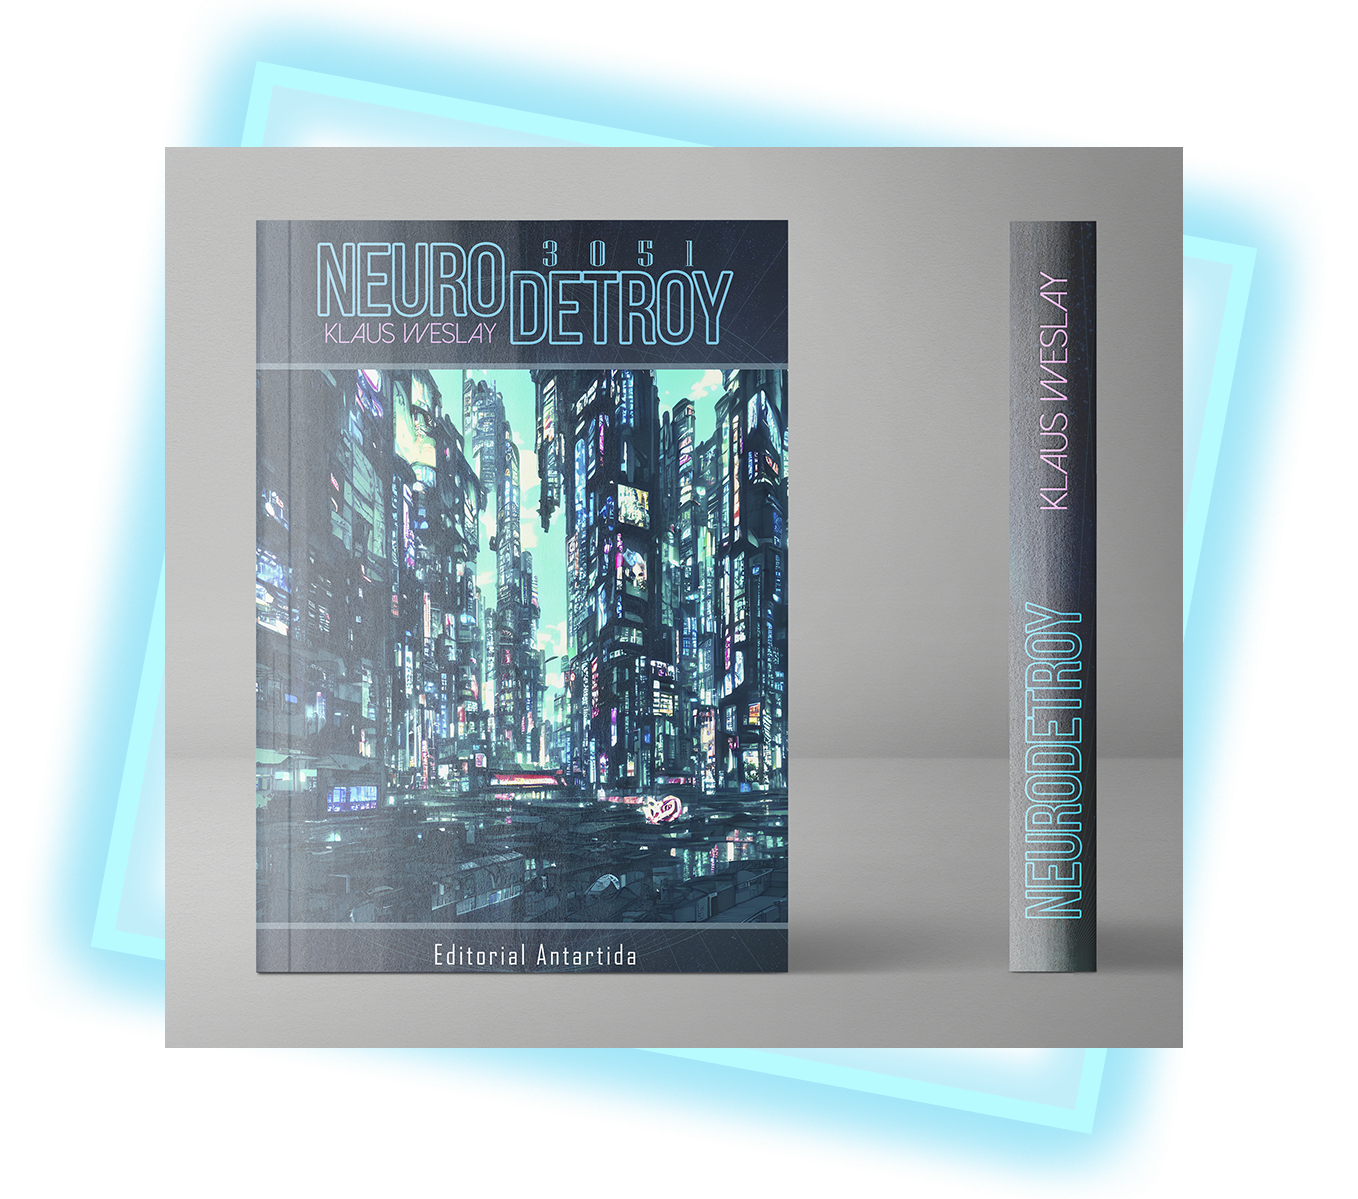 3051
NEURO
DETROY
KLAUS WESLAY
Editorial Antartida
KLAUS WESLAY
NEURODETROY